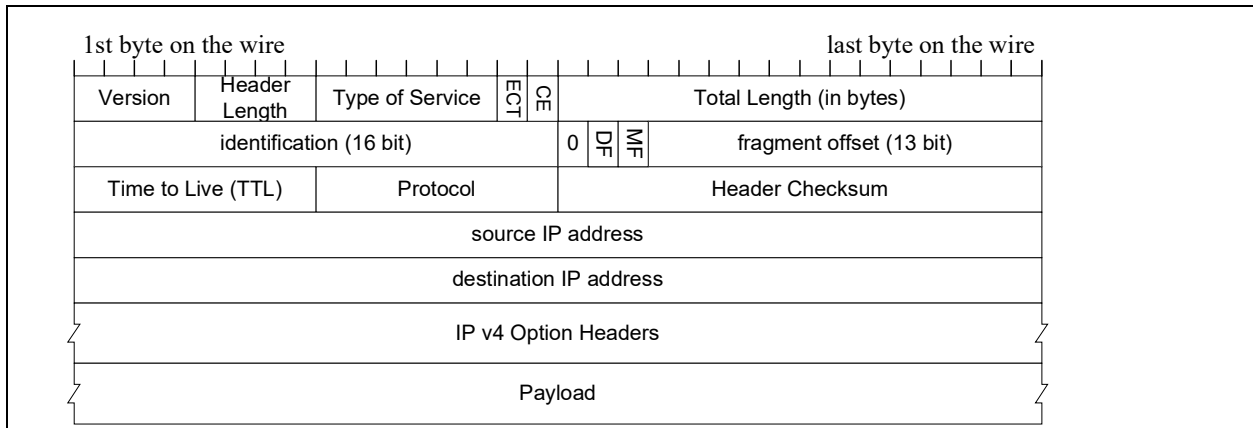 1st byte on the wire last byte on the wire
Version Header Length Type of Service ECT CE Total Length (in bytes)
identification (16 bit) 0 DF MF fragment offset (13 bit)
Time to Live (TTL) Protocol Header Checksum
source IP address
destination IP address
IP v4 Option Headers
Payload